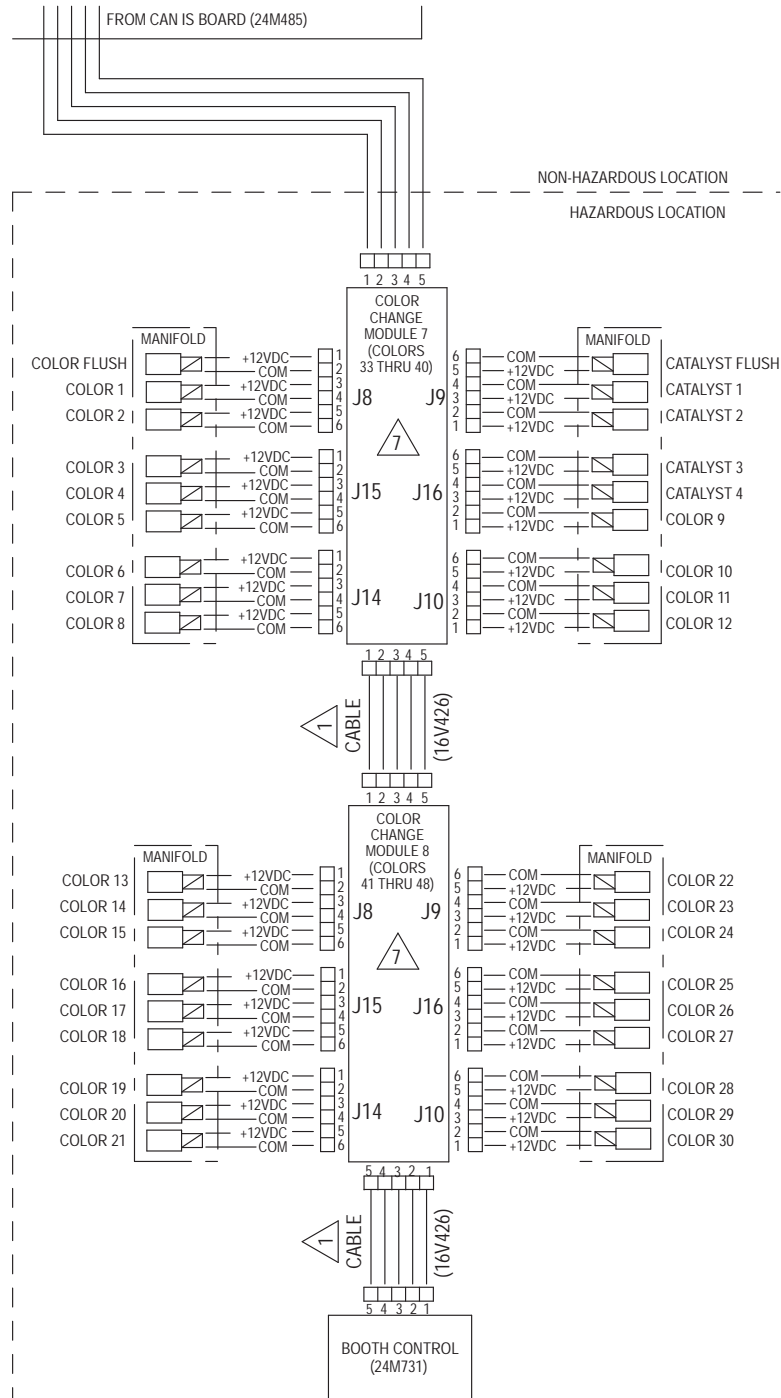 FROM CAN IS BOARD (24M485)
NON-HAZARDOUS LOCATION
HAZARDOUS LOCATION
1 2 3 4 5
COLOR
CHANGE
MODULE 7
(COLORS
33 THRU 40)
MANIFOLD
MANIFOLD
COLOR FLUSH +12VDC 1 6 COM CATALYST FLUSH
COM 2 5 +12VDC
COLOR 1 +12VDC 3 J8 J9 4 COM CATALYST 1
COM 4 3 +12VDC
COLOR 2 +12VDC 5 2 COM CATALYST 2
COM 6 1 +12VDC
7
COLOR 3 +12VDC 1 6 COM CATALYST 3
COM 2 5 +12VDC
COLOR 4 +12VDC 3 J15 J16 4 COM CATALYST 4
COM 4 3 +12VDC
COLOR 5 +12VDC 5 2 COM COLOR 9
COM 6 1 +12VDC
COLOR 6 +12VDC 1 6 COM COLOR 10
COM 2 5 +12VDC
COLOR 7 +12VDC 3 J14 J10 4 COM COLOR 11
COM 4 3 +12VDC
COLOR 8 +12VDC 5 2 COM COLOR 12
COM 6 1 +12VDC
1 2 3 4 5
1 CABLE (16V426)
1 2 3 4 5
COLOR
CHANGE
MODULE 8
(COLORS
41 THRU 48)
MANIFOLD
MANIFOLD
COLOR 13 +12VDC 1 6 COM COLOR 22
COM 2 5 +12VDC
COLOR 14 +12VDC 3 J8 J9 4 COM COLOR 23
COM 4 3 +12VDC
COLOR 15 +12VDC 5 2 COM COLOR 24
COM 6 1 +12VDC
7
COLOR 16 +12VDC 1 6 COM COLOR 25
COM 2 5 +12VDC
COLOR 17 +12VDC 3 J15 J16 4 COM COLOR 26
COM 4 3 +12VDC
COLOR 18 +12VDC 5 2 COM COLOR 27
COM 6 1 +12VDC
COLOR 19 +12VDC 1 6 COM COLOR 28
COM 2 5 +12VDC
COLOR 20 +12VDC 3 J14 J10 4 COM COLOR 29
COM 4 3 +12VDC
COLOR 21 +12VDC 5 2 COM COLOR 30
COM 6 1 +12VDC
5 4 3 2 1
1 CABLE (16V426)
5 4 3 2 1
BOOTH CONTROL
(24M731)